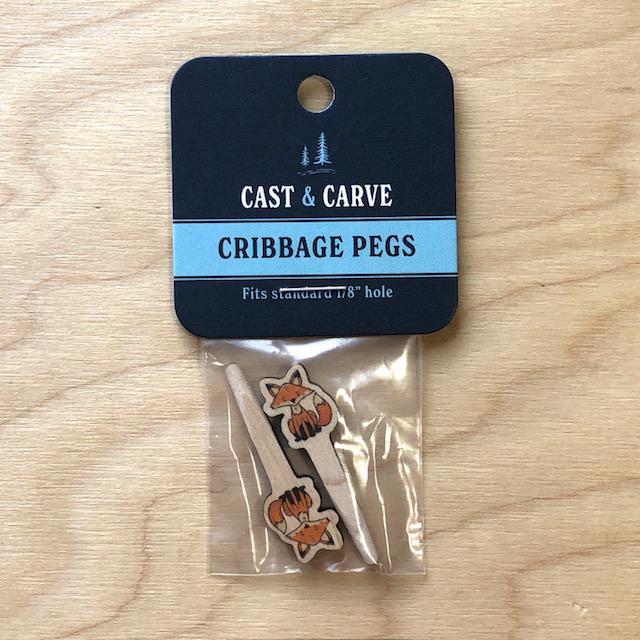 CAST & CARVE
CRIBBAGE PEGS
Fits standard 1/8" hole